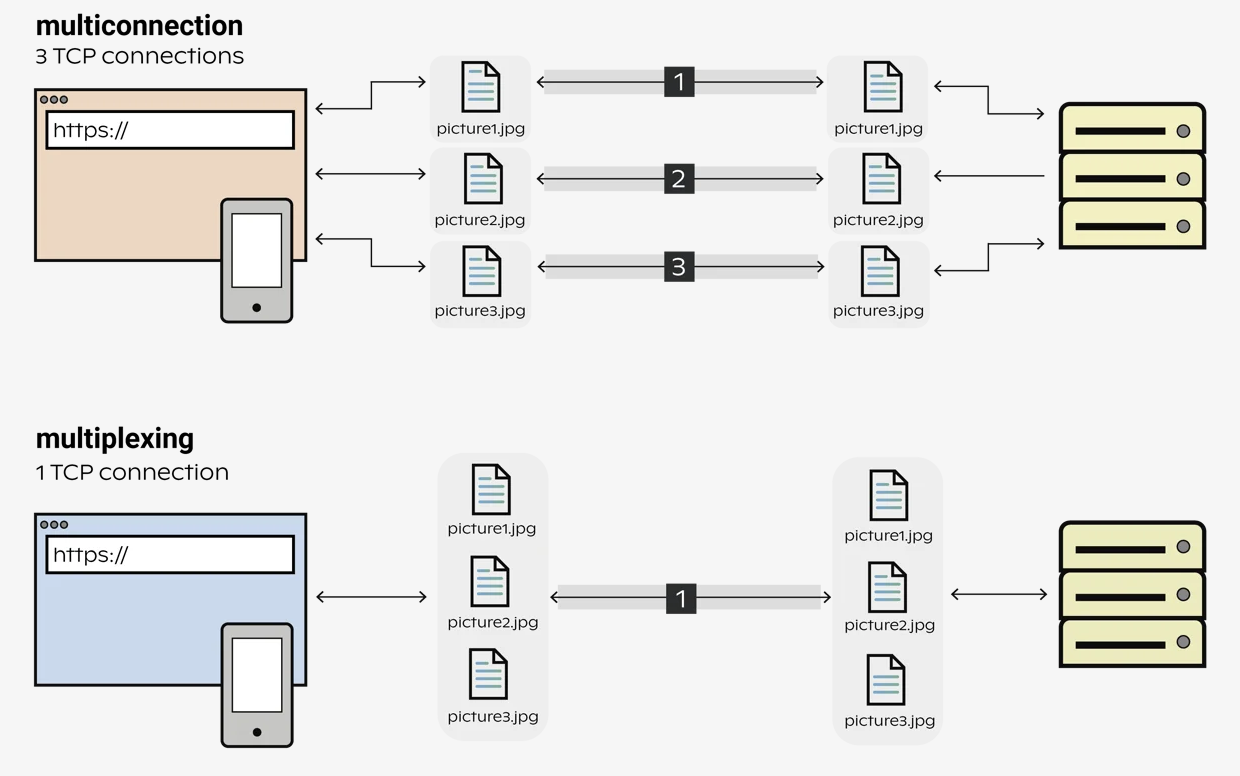 multiconnection
3 TCP connections
https://
picture1.jpg
1
picture1.jpg
picture2.jpg
2
picture2.jpg
picture3.jpg
3
picture3.jpg
multiplexing
1 TCP connection
https://
picture1.jpg
picture2.jpg
picture3.jpg
1
picture1.jpg
picture2.jpg
picture3.jpg